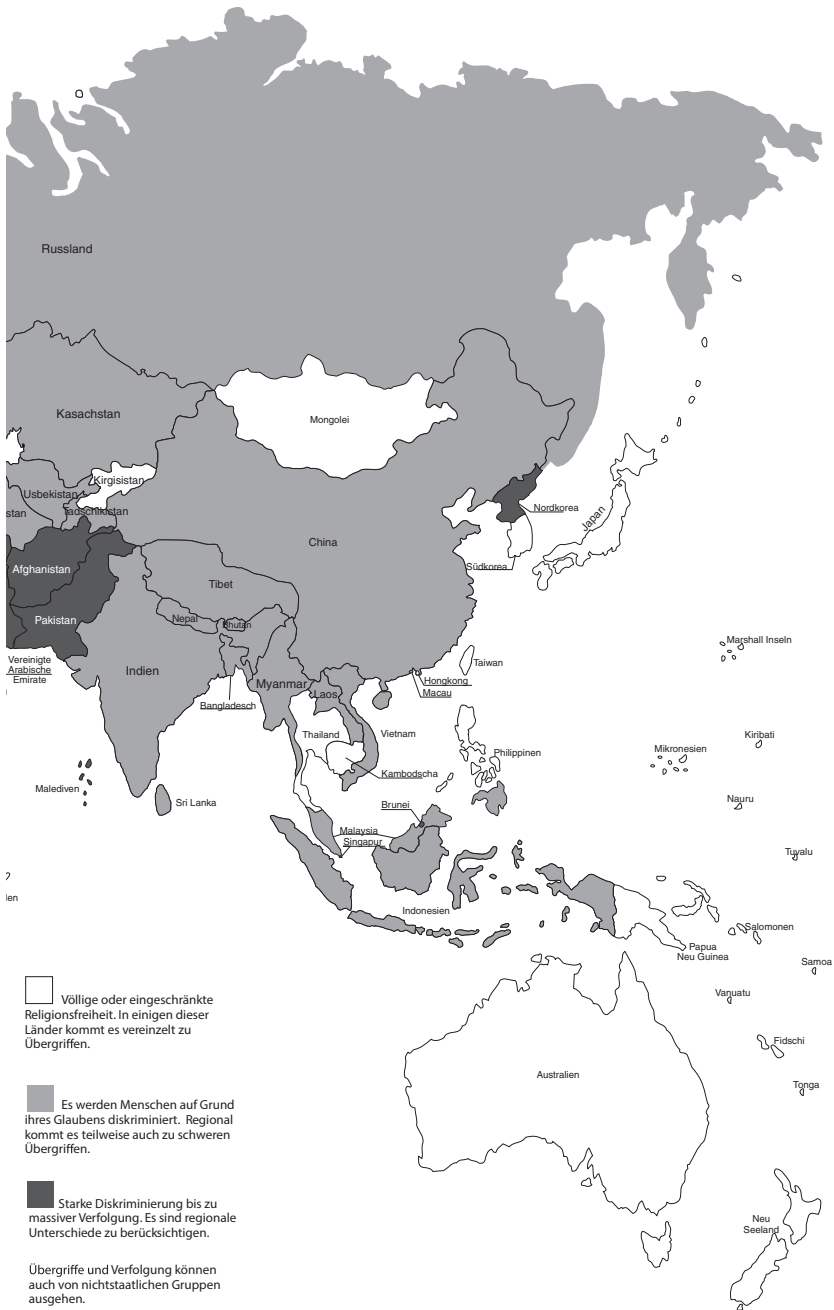 Russland
Kasachstan
Mongolei
Kirgisistan
Usbekistan
Tadschikistan
stan
Nordkorea
Japan
China
Afghanistan
Südkorea
Tibet
Pakistan
Nepal
Bhutan
Marshall Inseln
Vereinigte
Arabische
Emirate
Indien
Taiwan
Hongkong
Macau
Myanmar
Laos
Bangladesch
Thailand
Vietnam
Kiribati
Mikronesien
Philippinen
Kambodscha
Malediven
Sri Lanka
Brunei
Nauru
Malaysia
Singapur
Tuvalu
len
Indonesien
Salomonen
Papua
Neu Guinea
Samoa
Vanuatu
Fidschi
Australien
Tonga
Neu
Seeland
Völlige oder eingeschränkte
Religionsfreiheit. In einigen dieser
Länder kommt es vereinzelt zu
Übergriffen.
Es werden Menschen auf Grund
ihres Glaubens diskriminiert. Regional
kommt es teilweise auch zu schweren
Übergriffen.
Starke Diskriminierung bis zu
massiver Verfolgung. Es sind regionale
Unterschiede zu berücksichtigen.
Übergriffe und Verfolgung können
auch von nichtstaatlichen Gruppen
ausgehen.